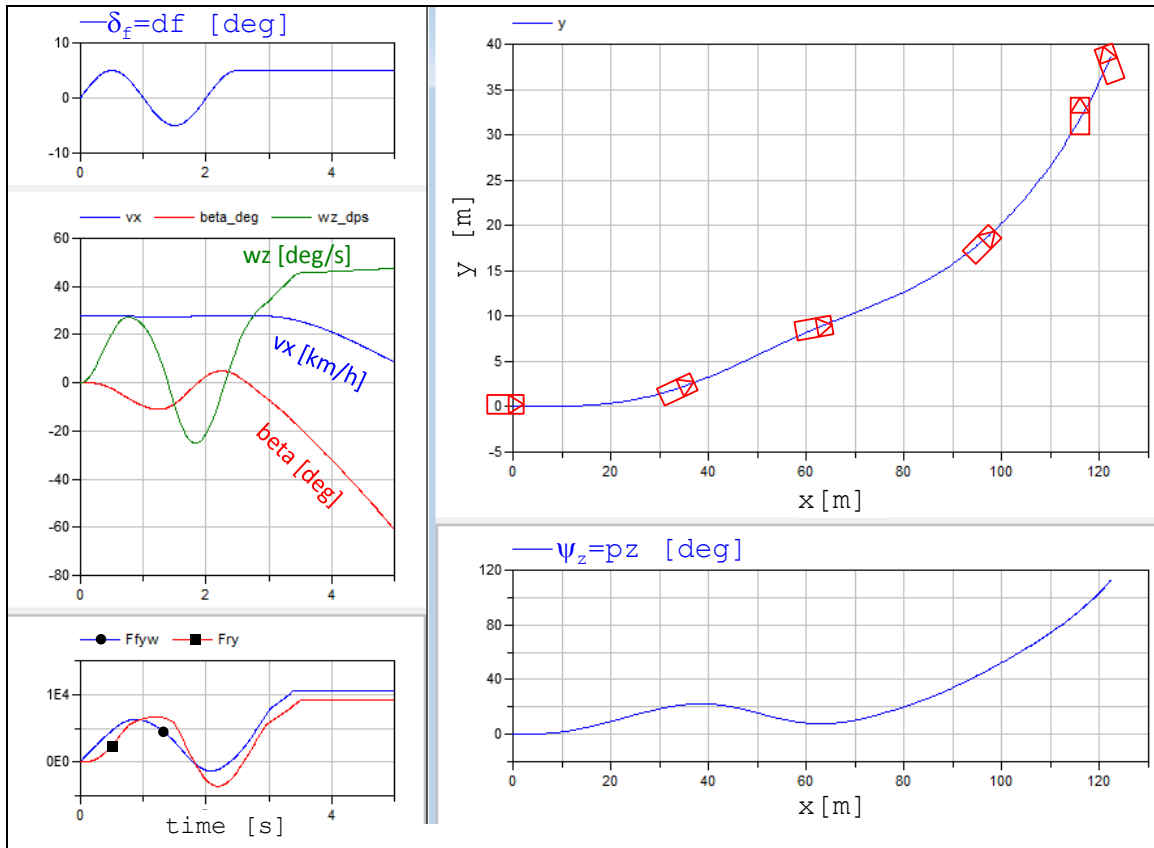 δf=df [deg]
10
0
-10
0 2 4
vx beta_deg wz_dps
60
40
20
0
-20
-40
-60
-80
wz [deg/s]
vx [km/h]
beta [deg]
0 2 4
Ffyw Fry
1E4
0E0
0 2 4
time [s]
y
40
35
30
25
20
15
10
5
0
-5
y [m]
0 20 40 60 80 100 120
x[m]
ψz=pz [deg]
120
80
40
0
0 20 40 60 80 100 120
x[m]